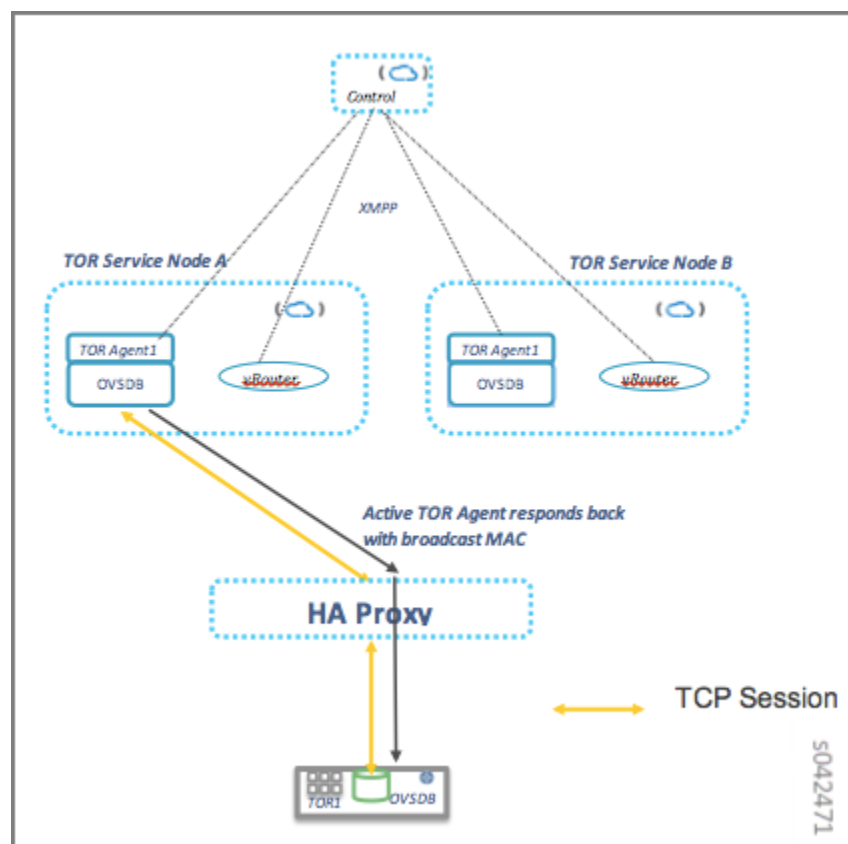 Control
XMPP
TOR Service Node A
TOR Service Node B
TOR Agent1
OVSDB
vRouter
TOR Agent1
OVSDB
vRouter
Active TOR Agent responds back
with broadcast MAC
HA Proxy
TCP Session
TOR1
OVSDB
s042471